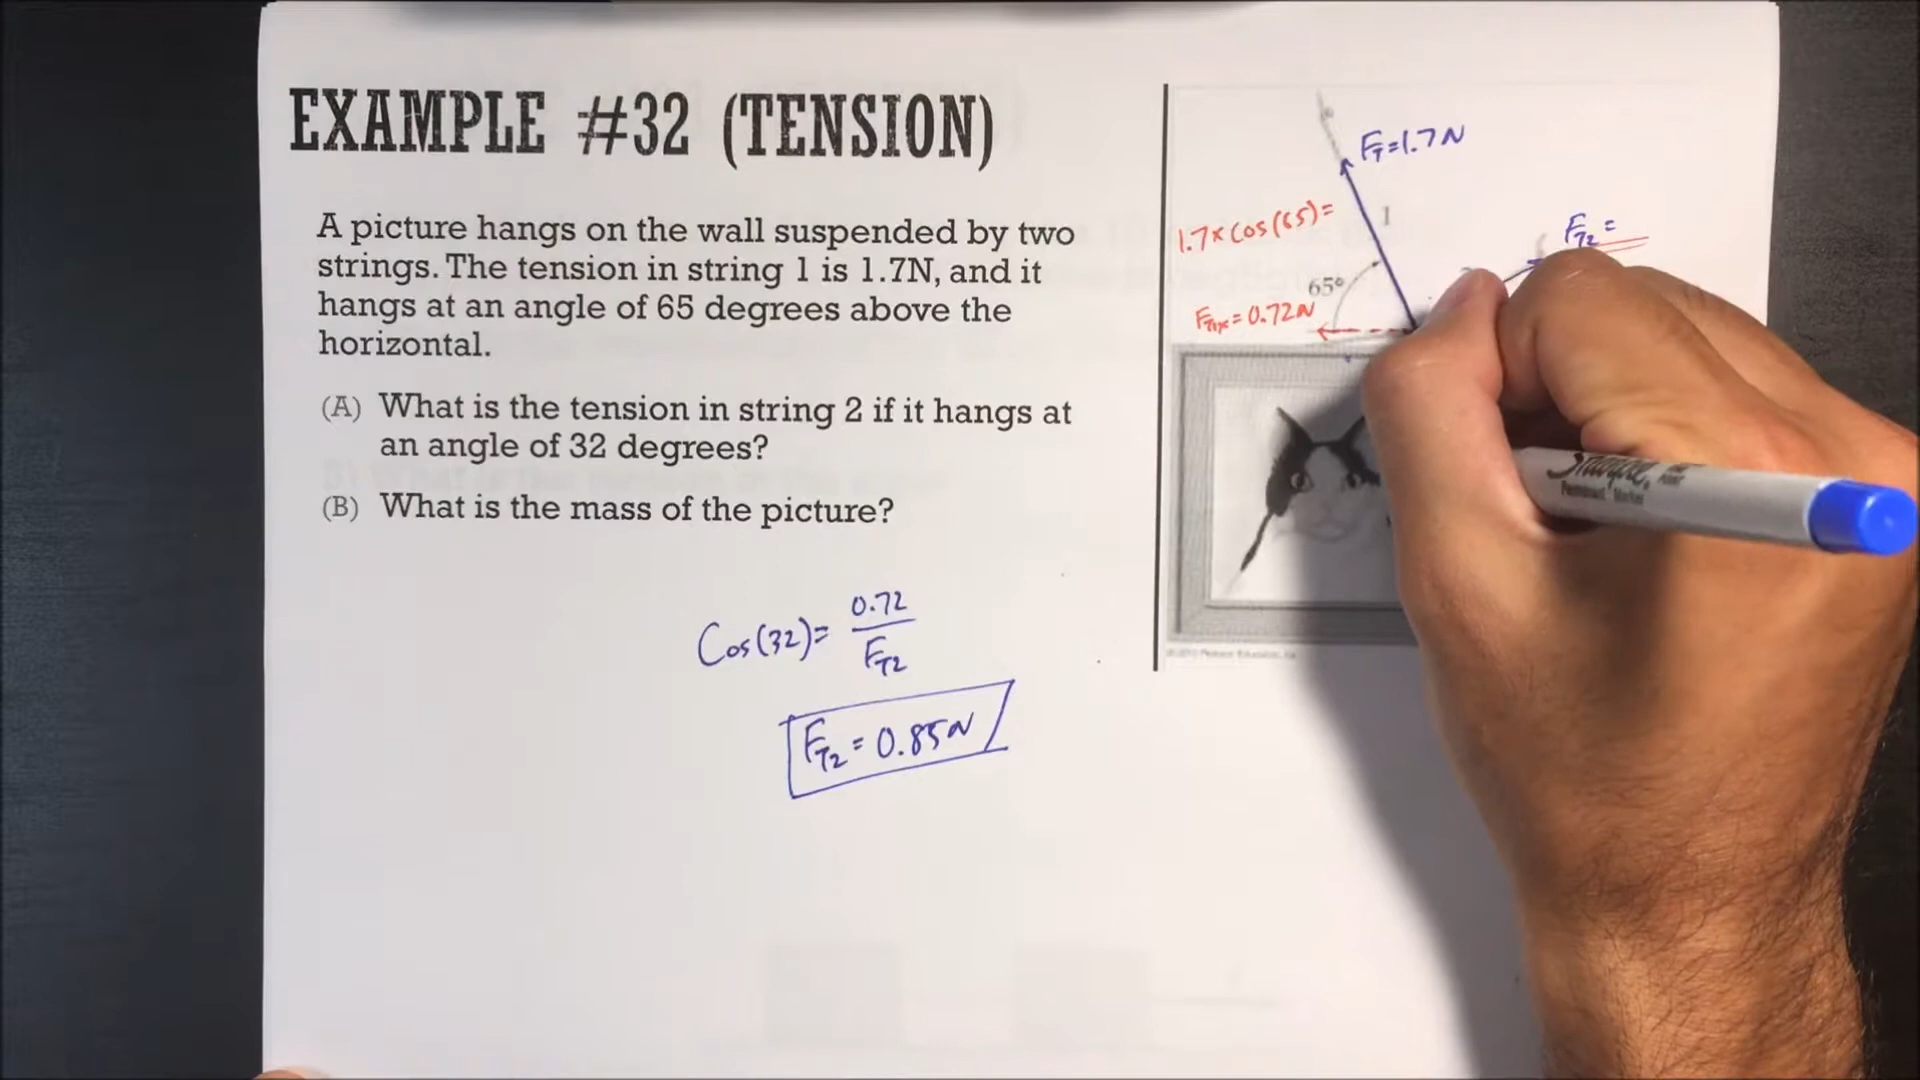 EXAMPLE #32 (TENSION)
A picture hangs on the wall suspended by two
strings. The tension in string 1 is 1.7N, and it
hangs at an angle of 65 degrees above the
horizontal.
(A) What is the tension in string 2 if it hangs at
an angle of 32 degrees?
(B) What is the mass of the picture?
Cos(32)= 0.72
FT2
FT2 = 0.85N
FT=1.7N
1
1.7×Cos(65)=
FT2 =
65°
FT1x = 0.72N
Sharpie.
Permanent Marker